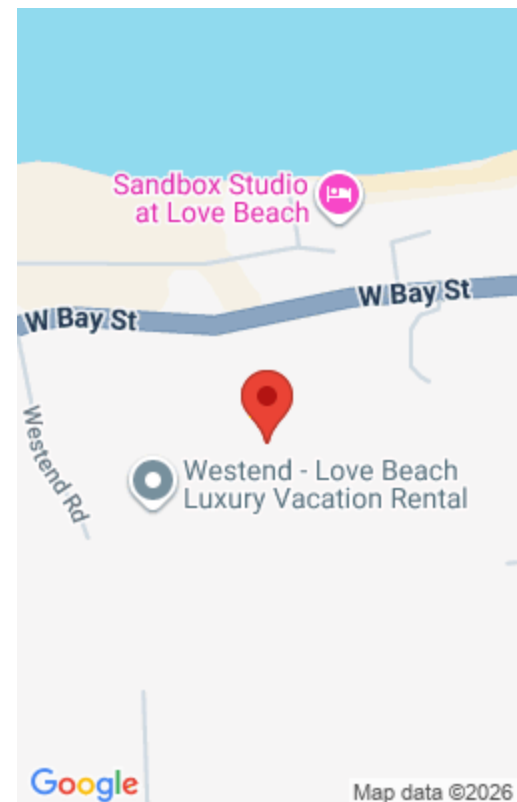 Sandbox Studio
at Love Beach
W Bay St
W Bay St
Westend Rd
Westend - Love Beach
Luxury Vacation Rental
Google
Map data ©2026